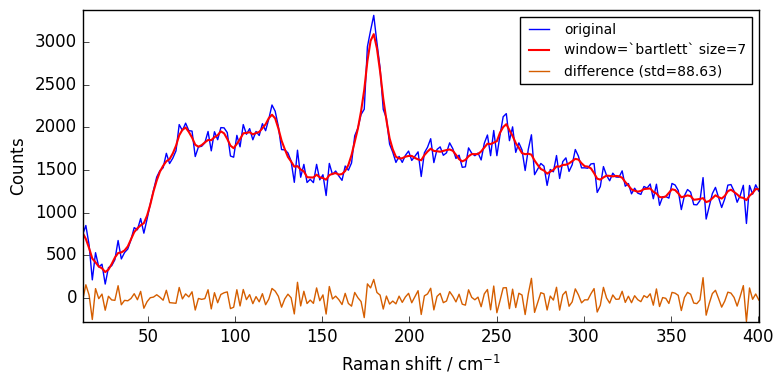 original
window=`bartlett` size=7
difference (std=88.63)
Counts
3000
2500
2000
1500
1000
500
0
50 100 150 200 250 300 350 400
Raman shift / cm⁻¹